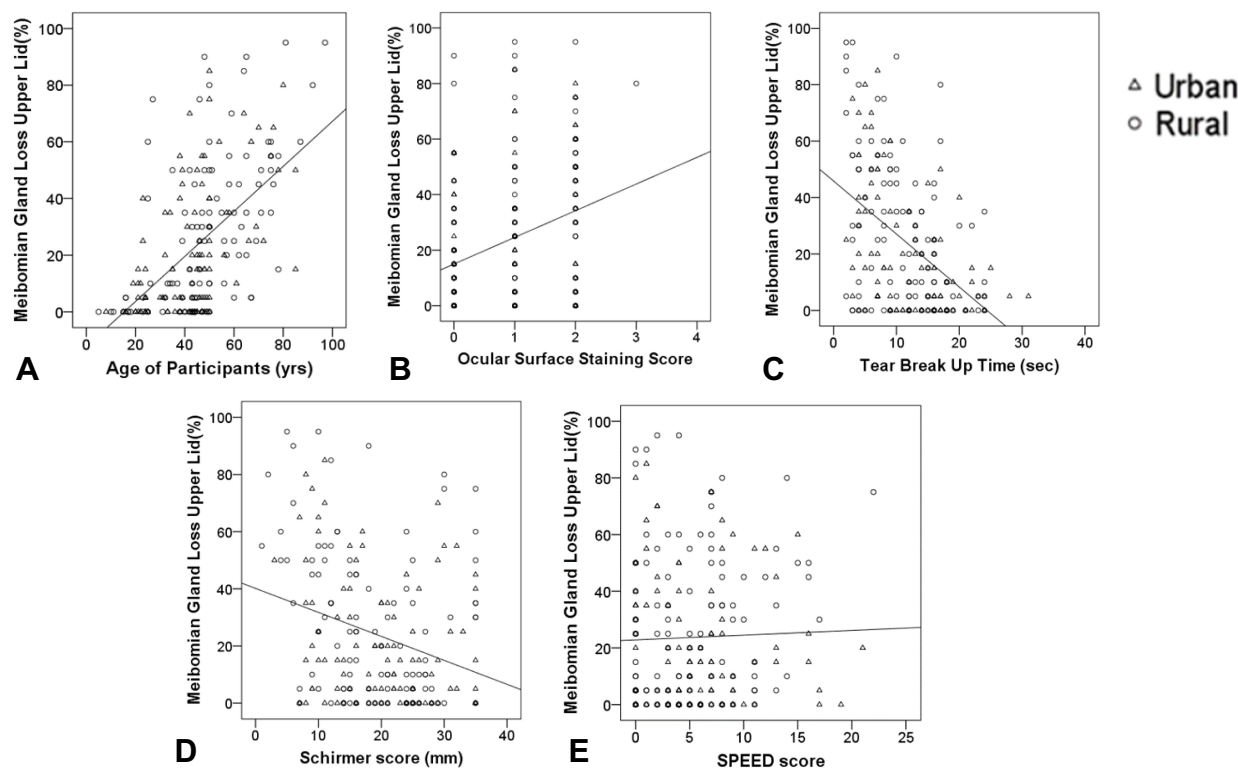 Meibomian Gland Loss Upper Lid(%)
100
80
60
40
20
0
0 20 40 60 80 100
Age of Participants (yrs)
A
Meibomian Gland Loss Upper Lid(%)
100
80
60
40
20
0
0 1 2 3 4
Ocular Surface Staining Score
B
Meibomian Gland Loss Upper Lid(%)
100
80
60
40
20
0
0 10 20 30 40
Tear Break Up Time (sec)
C
Urban
Rural
Meibomian Gland Loss Upper Lid(%)
100
80
60
40
20
0
0 10 20 30 40
Schirmer score (mm)
D
Meibomian Gland Loss Upper Lid(%)
100
80
60
40
20
0
0 5 10 15 20 25
SPEED score
E